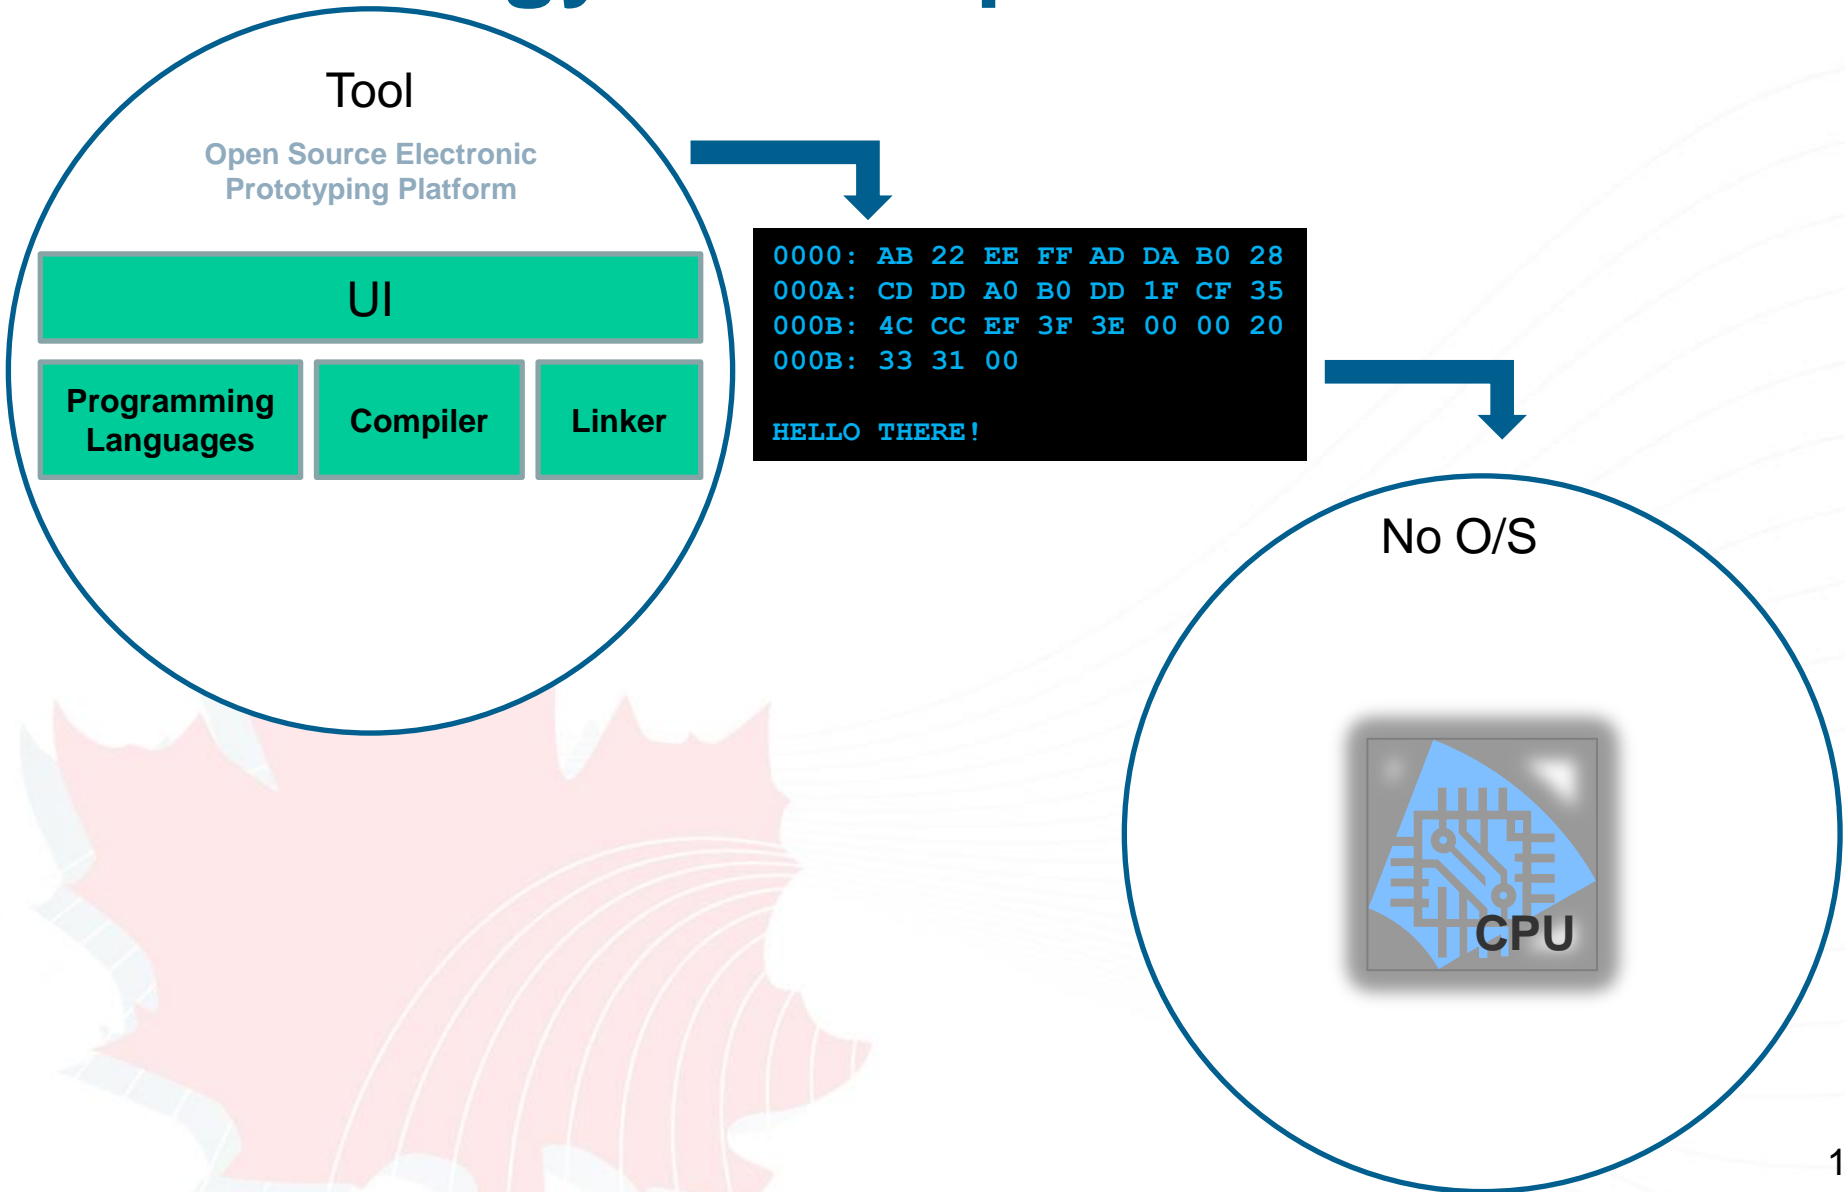 Tool
Open Source Electronic
Prototyping Platform
UI
Programming
Languages
Compiler
Linker
0000: AB 22 EE FF AD DA B0 28
000A: CD DD A0 B0 DD 1F CF 35
000B: 4C CC EF 3F 3E 00 00 20
000B: 33 31 00
HELLO THERE!
No O/S
CPU
1